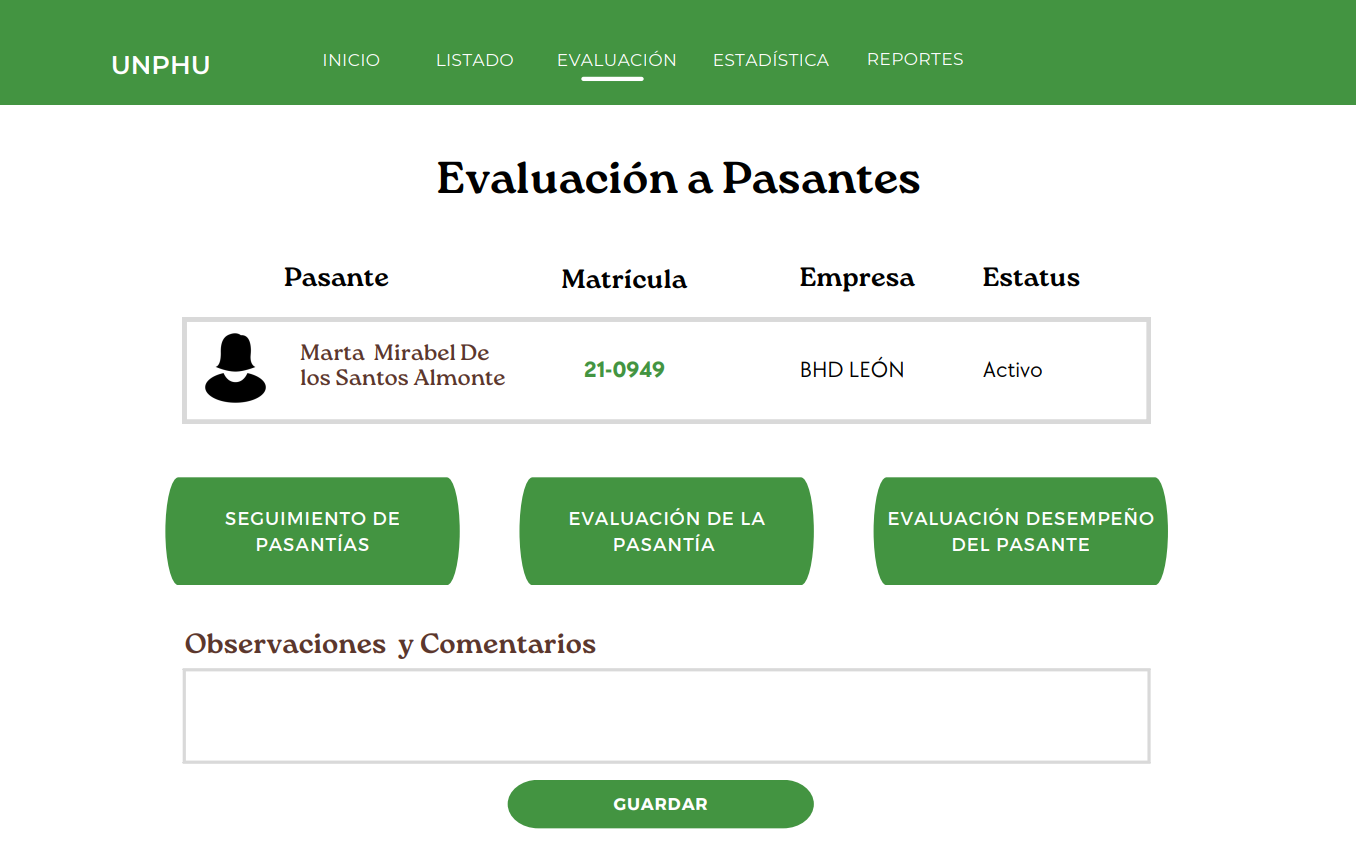 UNPHU
INICIO
LISTADO
EVALUACIÓN
ESTADÍSTICA
REPORTES
Evaluación a Pasantes
Pasante
Matrícula
Empresa
Estatus
Marta Mirabel De
los Santos Almonte
21-0949
BHD LEÓN
Activo
SEGUIMIENTO DE
PASANTÍAS
EVALUACIÓN DE LA
PASANTÍA
EVALUACIÓN DESEMPEÑO
DEL PASANTE
Observaciones y Comentarios
GUARDAR